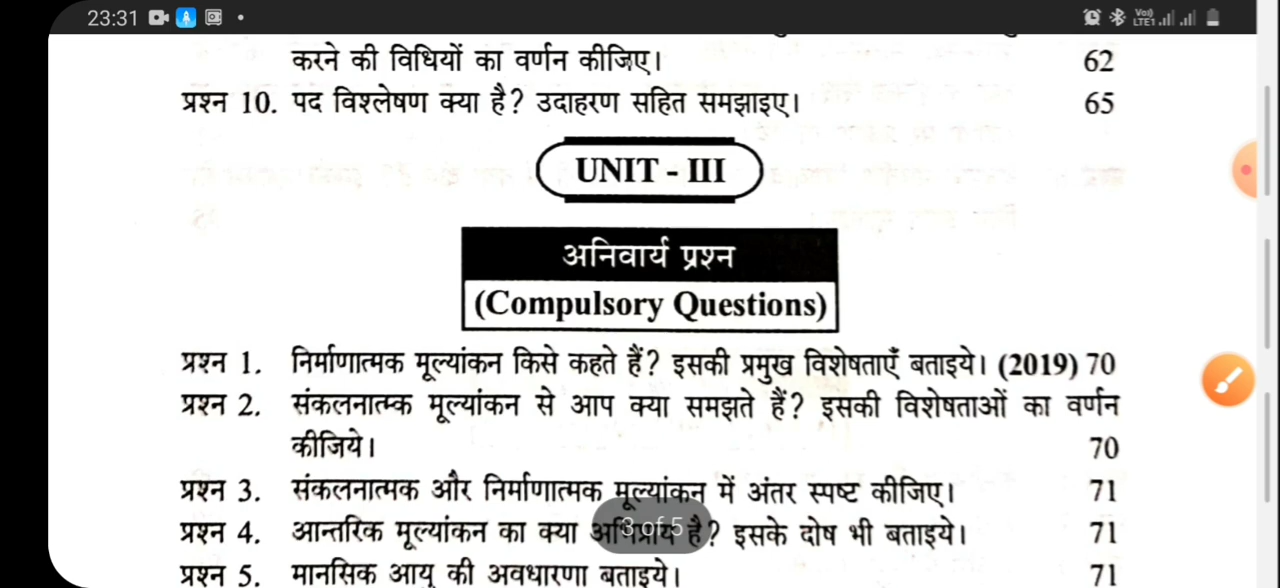 23:31
VoI) LTE1
करने की विधियों का वर्णन कीजिए। 62
प्रश्न 10. पद विश्लेषण क्या है? उदाहरण सहित समझाइए। 65
UNIT - III
अनिवार्य प्रश्न
(Compulsory Questions)
प्रश्न 1. निर्माणात्मक मूल्यांकन किसे कहते हैं? इसकी प्रमुख विशेषताएँ बताइये। (2019) 70
प्रश्न 2. संकलनात्म्क मूल्यांकन से आप क्या समझते हैं? इसकी विशेषताओं का वर्णन
कीजिये। 70
प्रश्न 3. संकलनात्मक और निर्माणात्मक मूल्यांकन में अंतर स्पष्ट कीजिए। 71
3 of 5
प्रश्न 4. आन्तरिक मूल्यांकन का क्या अभिप्राय है? इसके दोष भी बताइये। 71
प्रश्न 5. मानसिक आयु की अवधारणा बताइये। 71